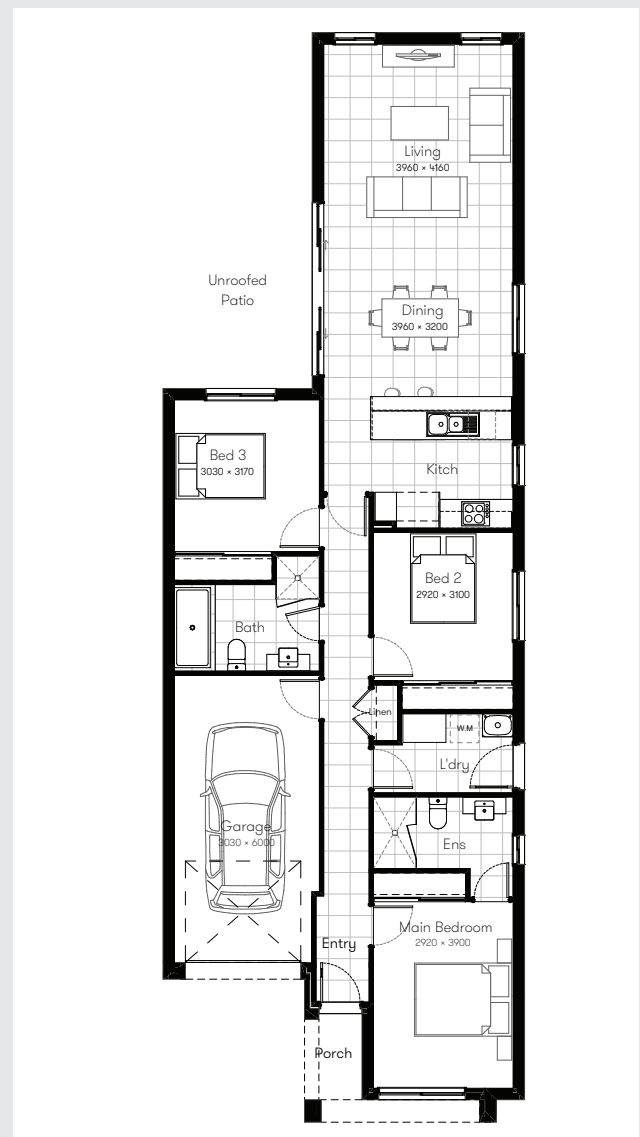 Living
3960 × 4160
Unroofed
Patio
Dining
3960 × 3200
Bed 3
3030 × 3170
Kitch
Bed 2
2920 × 3100
Bath
Linen
W.M
L'dry
Garage
3030 × 6000
Ens
Main Bedroom
2920 × 3900
Entry
Porch